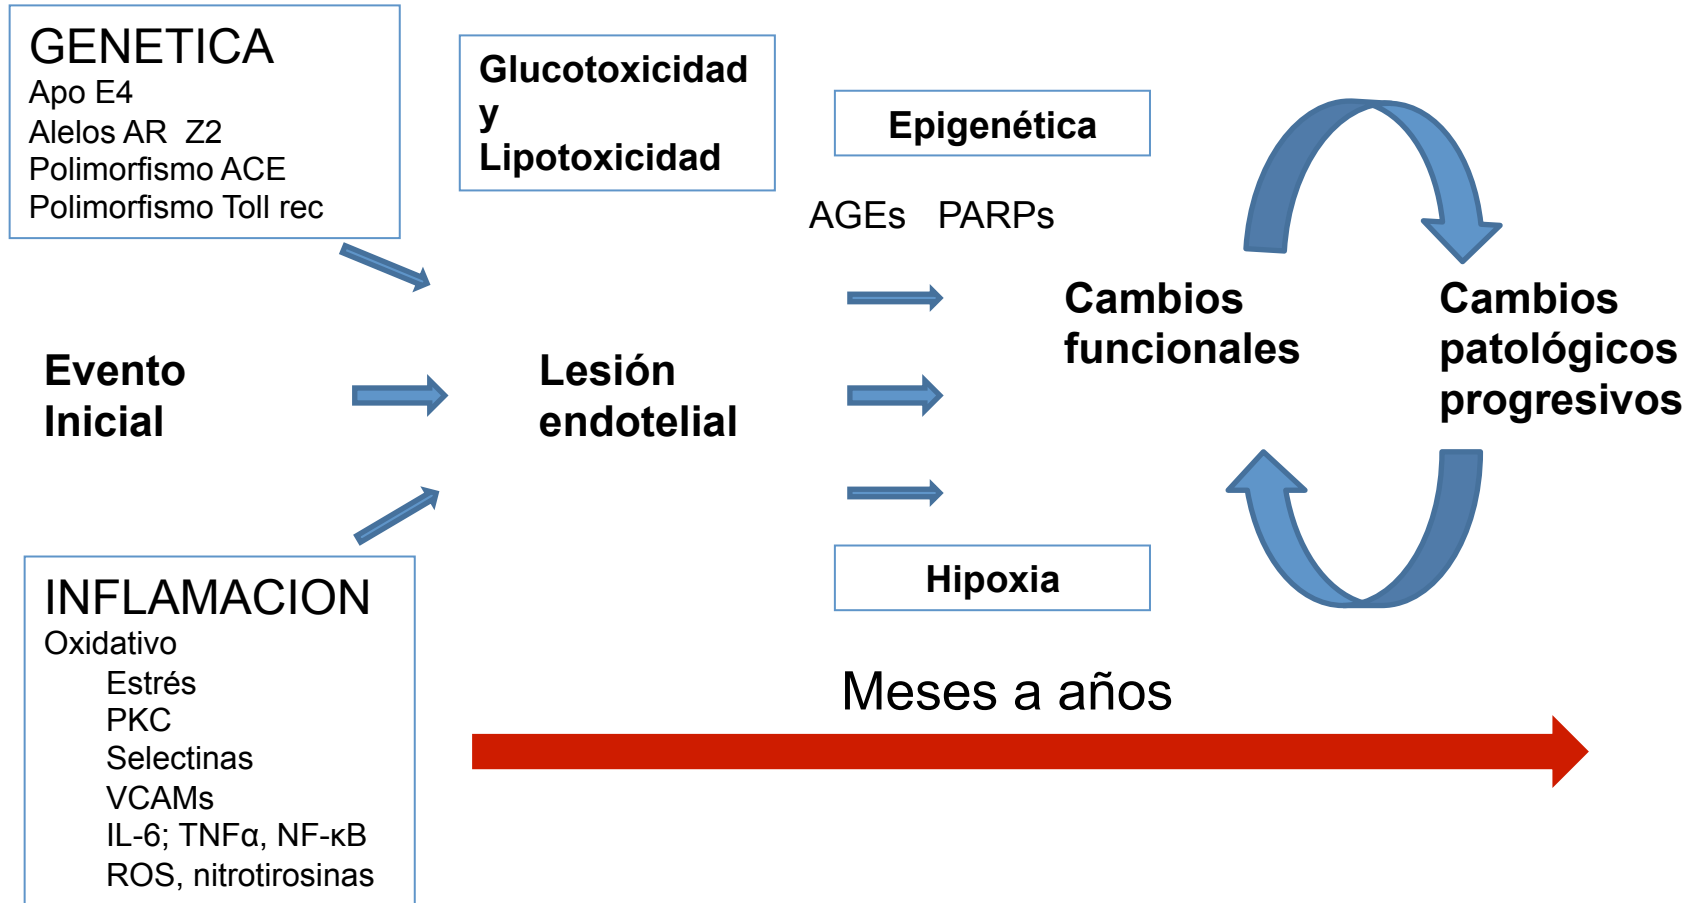 GENETICA
Apo E4
Alelos AR  Z2
Polimorfismo ACE
Polimorfismo Toll rec
Glucotoxicidad
y
Lipotoxicidad
Epigenética
AGEs   PARPs
Evento
Inicial
Lesión
endotelial
Cambios
funcionales
Cambios
patológicos
progresivos
Hipoxia
INFLAMACION
Oxidativo
Estrés
PKC
Selectinas
VCAMs
IL-6; TNFα, NF-κB
ROS, nitrotirosinas
Meses a años